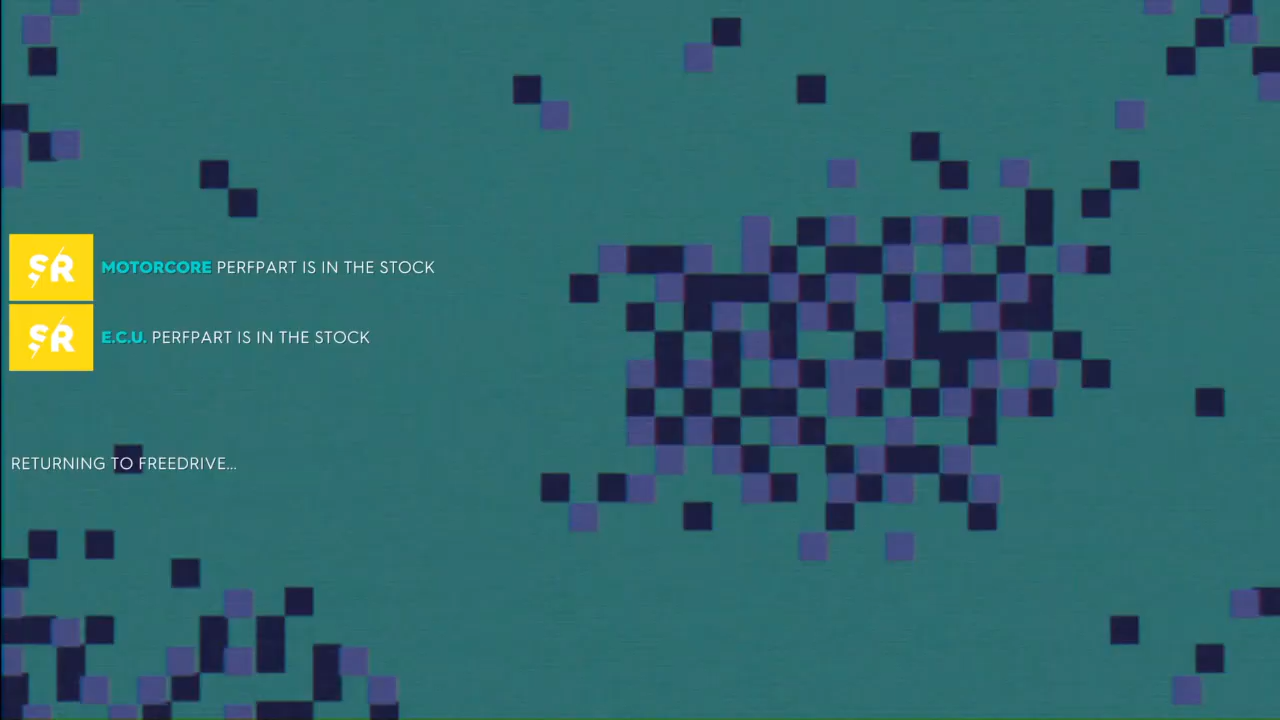 SR MOTORCORE PERFPART IS IN THE STOCK
SR E.C.U. PERFPART IS IN THE STOCK
RETURNING TO FREEDRIVE...